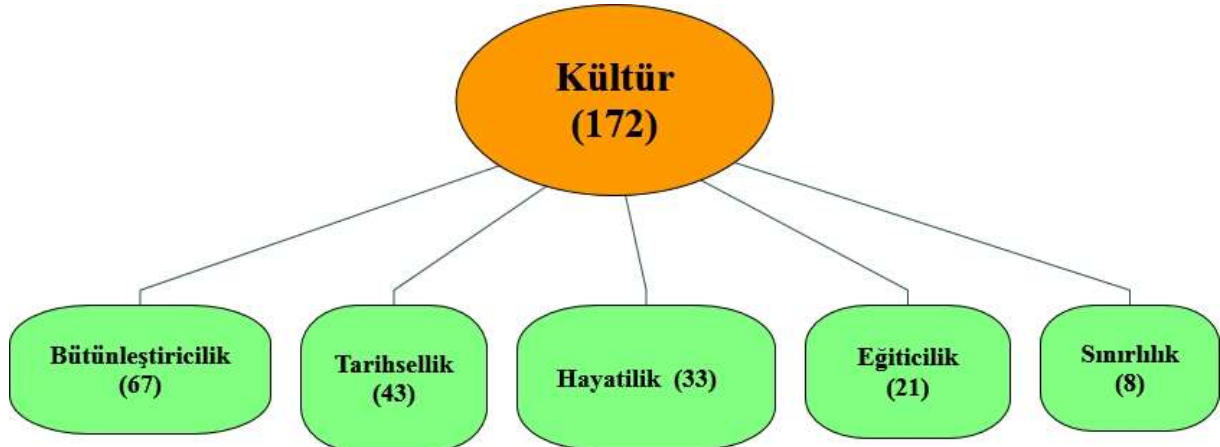 Kültür
(172)
Bütünleştiricilik
(67)
Tarihsellik
(43)
Hayatilik (33)
Eğiticilik
(21)
Sınırlılık
(8)